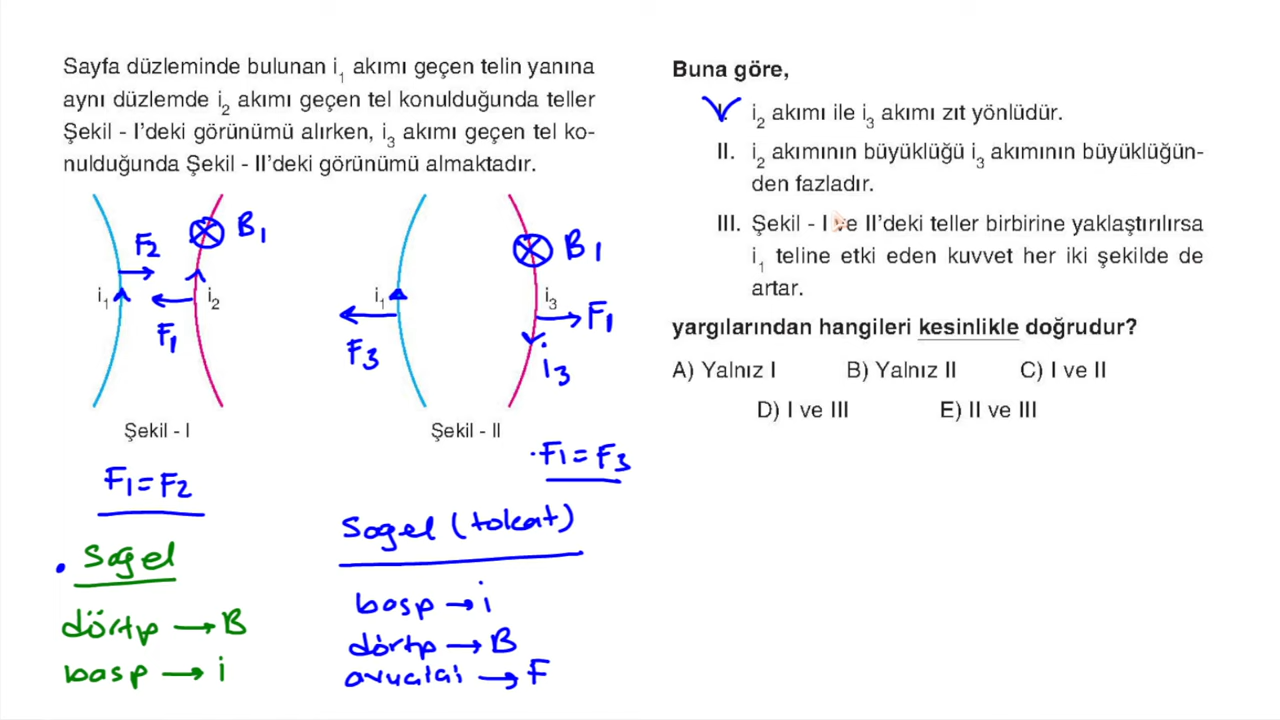 Sayfa düzleminde bulunan i₁ akımı geçen telin yanına
aynı düzlemde i₂ akımı geçen tel konulduğunda teller
Şekil - I'deki görünümü alırken, i₃ akımı geçen tel ko-
nulduğunda Şekil - II'deki görünümü almaktadır.
B₁
F₂
i₁
i₂
F₁
Şekil - I
B₁
i₁
i₃
F₁
F₃
i₃
Şekil - II
F₁ = F₂
. F₁ = F₃
• Sağel
dörtp → B
başp → i
Sağel (tokat)
başp → i
dörtp → B
avuçiçi → F
Buna göre,
I. i₂ akımı ile i₃ akımı zıt yönlüdür.
II. i₂ akımının büyüklüğü i₃ akımının büyüklüğün-
den fazladır.
III. Şekil - I ve II'deki teller birbirine yaklaştırılırsa
i₁ teline etki eden kuvvet her iki şekilde de
artar.
yargılarından hangileri kesinlikle doğrudur?
A) Yalnız I B) Yalnız II C) I ve II
D) I ve III E) II ve III